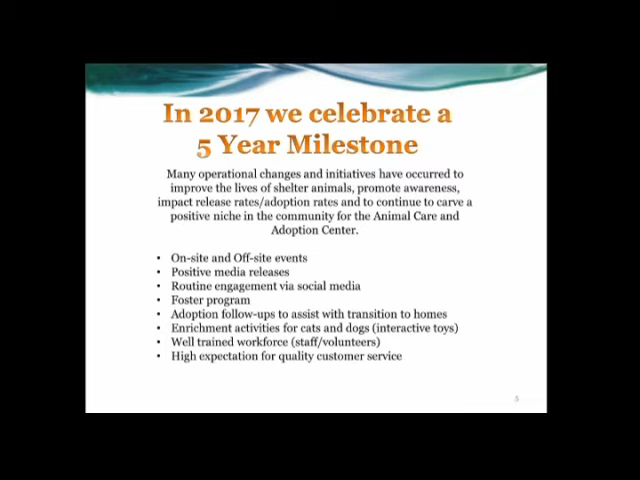 In 2017 we celebrate a
5 Year Milestone
Many operational changes and initiatives have occurred to
improve the lives of shelter animals, promote awareness,
impact release rates/adoption rates and to continue to carve a
positive niche in the community for the Animal Care and
Adoption Center.
• On-site and Off-site events
• Positive media releases
• Routine engagement via social media
• Foster program
• Adoption follow-ups to assist with transition to homes
• Enrichment activities for cats and dogs (interactive toys)
• Well trained workforce (staff/volunteers)
• High expectation for quality customer service
5